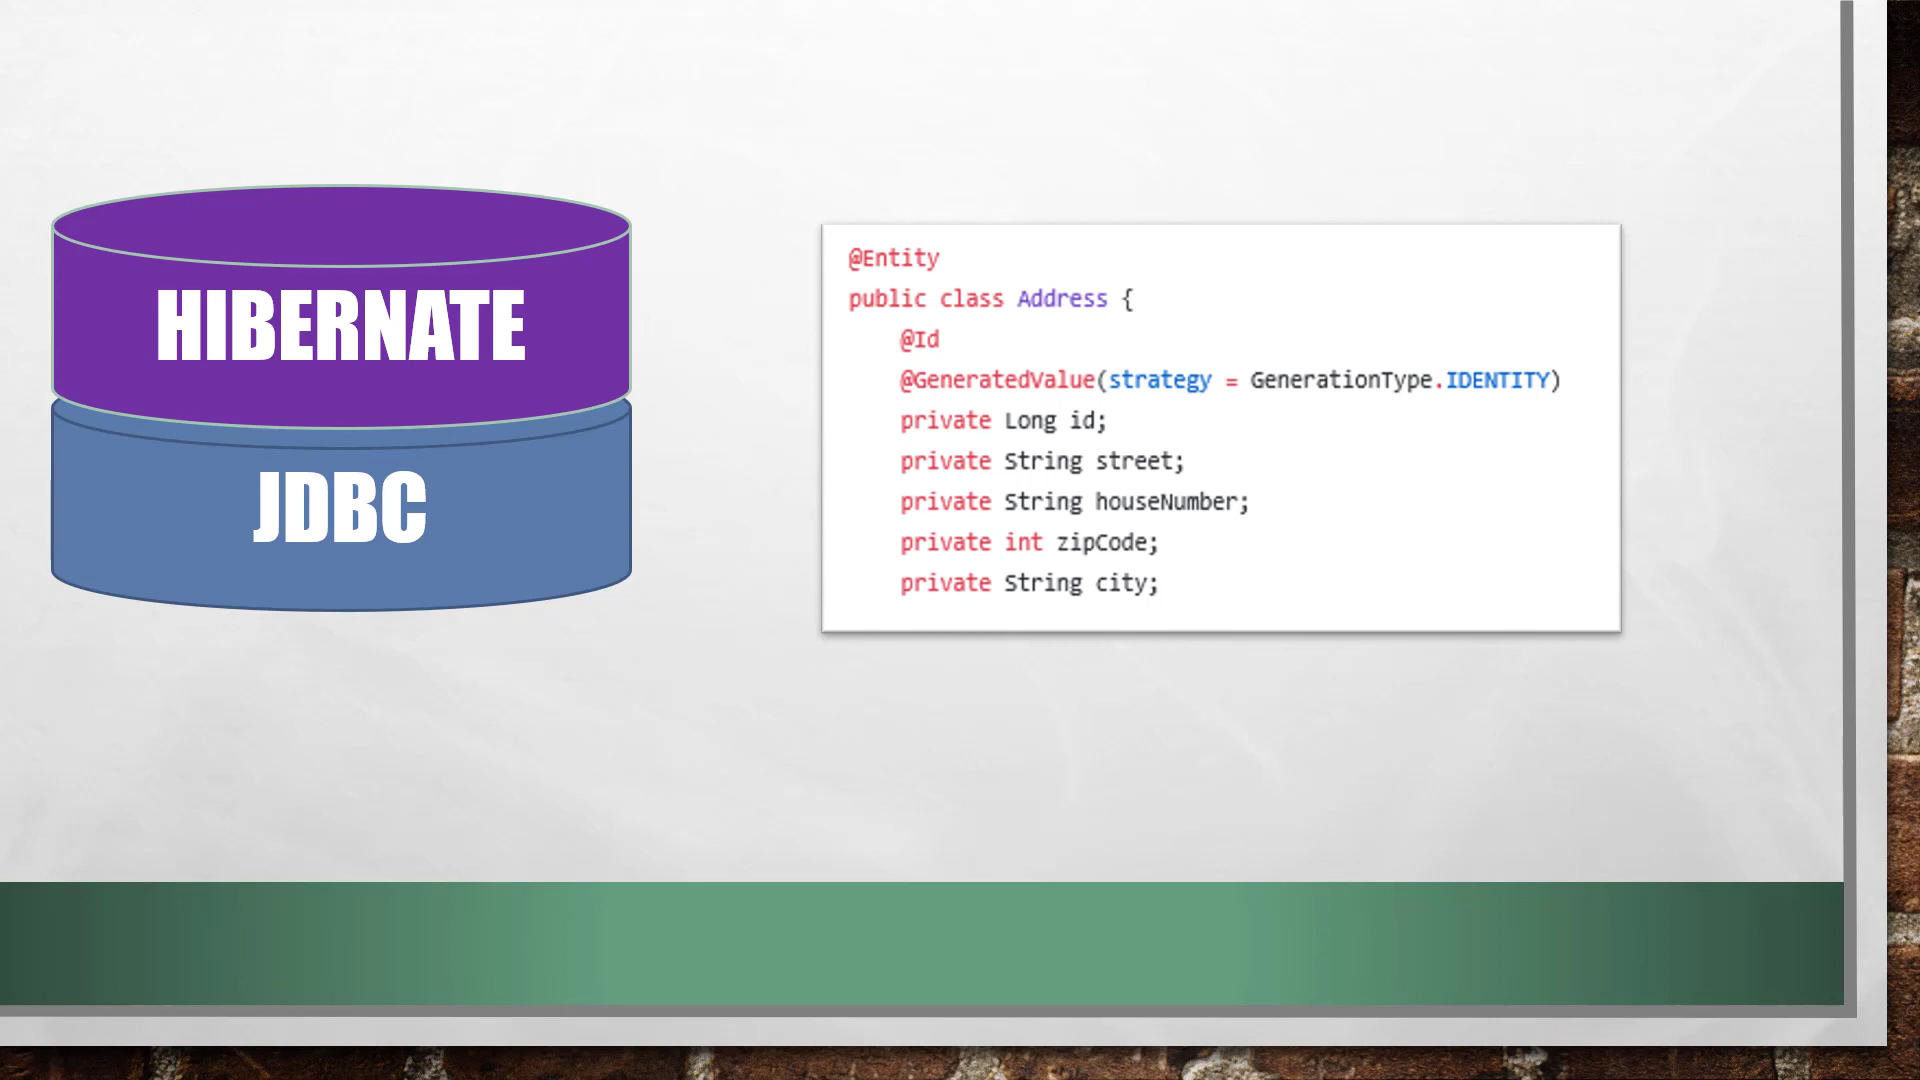 HIBERNATE
JDBC
@Entity
public class Address {
    @Id
    @GeneratedValue(strategy = GenerationType.IDENTITY)
    private Long id;
    private String street;
    private String houseNumber;
    private int zipCode;
    private String city;